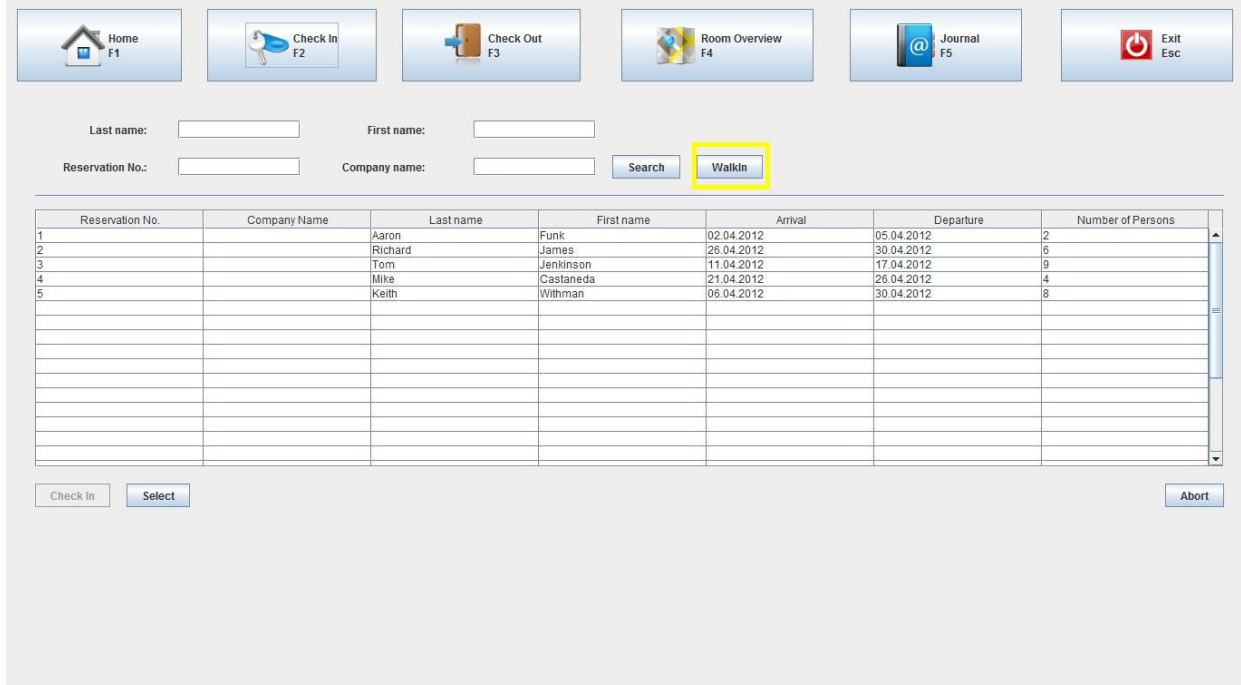 Home Check In Check Out Room Overview Journal Exit
F1 F2 F3 F4 F5 Esc
Last name: First name:
Reservation No.: Company name: Search WalkIn
Reservation No. Company Name Last name First name Arrival Departure Number of Persons
1 Aaron Funk 02.04.2012 05.04.2012 2
2 Richard James 26.04.2012 30.04.2012 6
3 Tom Jenkinson 11.04.2012 17.04.2012 9
4 Mike Castaneda 21.04.2012 26.04.2012 4
5 Keith Withman 06.04.2012 30.04.2012 8
Check In Select Abort